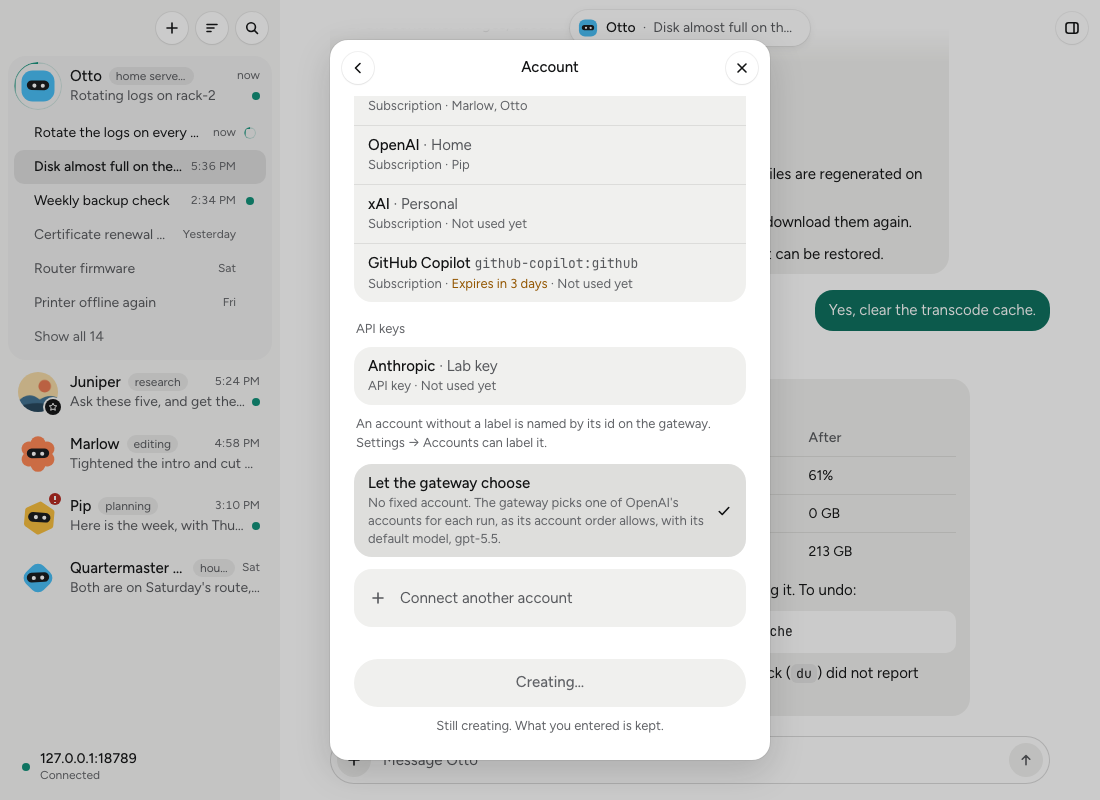 Otto home serve... now
Rotating logs on rack-2
Rotate the logs on every ... now
Disk almost full on the... 5:36 PM
Weekly backup check 2:34 PM
Certificate renewal ... Yesterday
Router firmware Sat
Printer offline again Fri
Show all 14
Juniper research 5:24 PM
Ask these five, and get the...
Marlow editing 4:58 PM
Tightened the intro and cut ...
Pip planning 3:10 PM
Here is the week, with Thu...
Quartermaster ... hou... Sat
Both are on Saturday's route,...
127.0.0.1:18789
Connected
Otto · Disk almost full on th...
Account
Subscription · Marlow, Otto
OpenAI · Home
Subscription · Pip
xAI · Personal
Subscription · Not used yet
GitHub Copilot github-copilot:github
Subscription · Expires in 3 days · Not used yet
API keys
Anthropic · Lab key
API key · Not used yet
An account without a label is named by its id on the gateway.
Settings → Accounts can label it.
Let the gateway choose
No fixed account. The gateway picks one of OpenAI's
accounts for each run, as its account order allows, with its
default model, gpt-5.5.
Connect another account
Creating...
Still creating. What you entered is kept.
are regenerated on
download them again.
can be restored.
Yes, clear the transcode cache.
After
61%
0 GB
213 GB
it. To undo:
(du) did not report
Message Otto